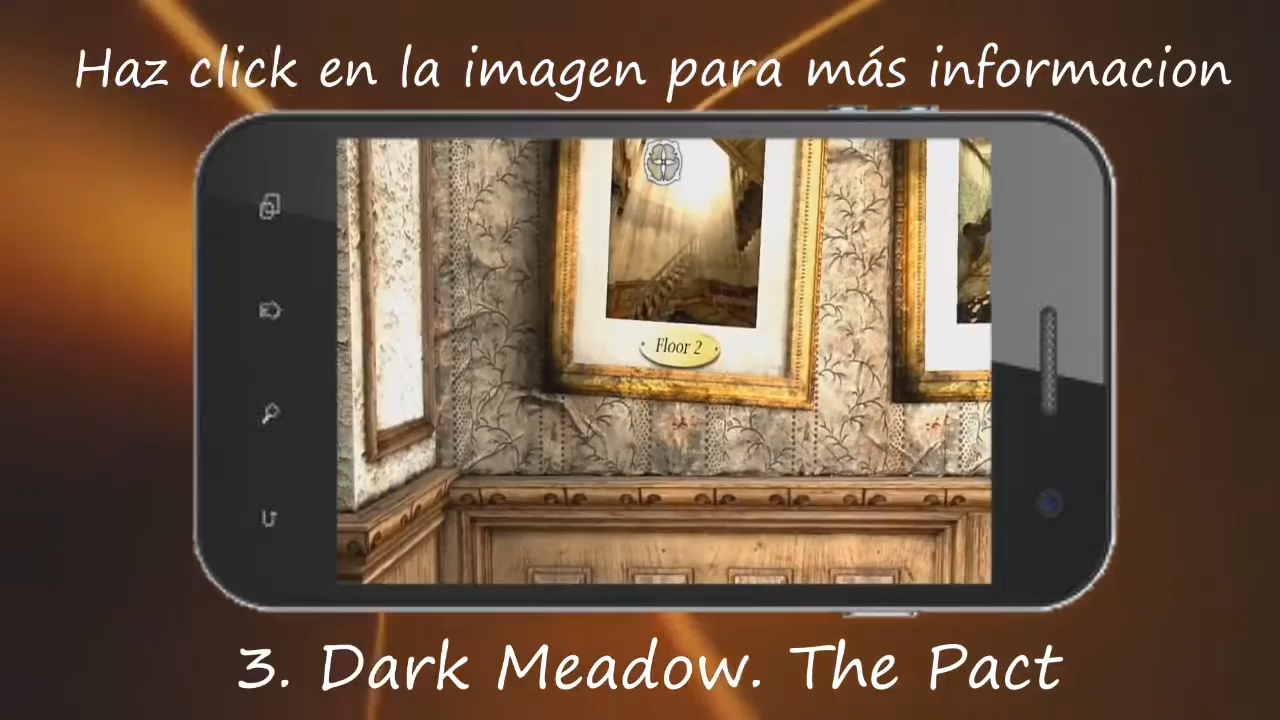 Haz click en la imagen para más informacion
Floor 2
3. Dark Meadow. The Pact